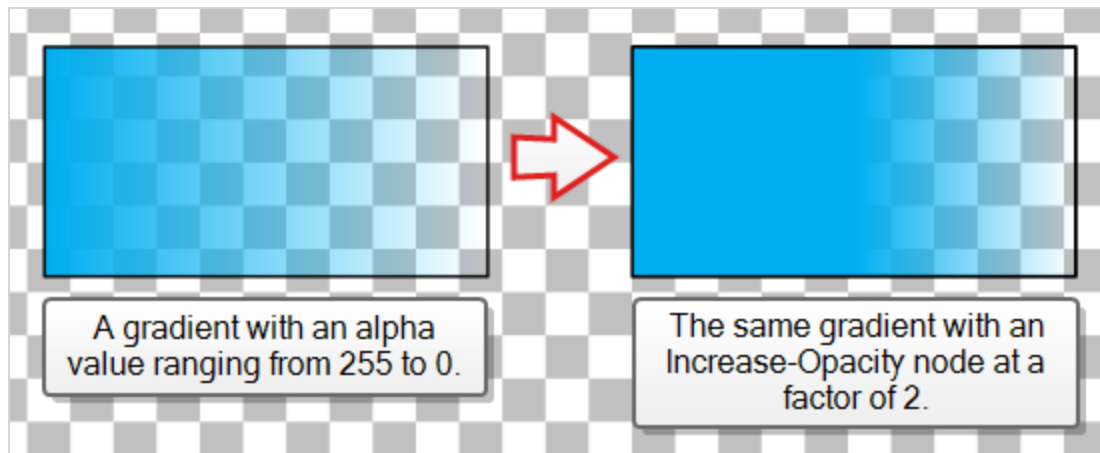 A gradient with an alpha
value ranging from 255 to 0.
The same gradient with an
Increase-Opacity node at a
factor of 2.